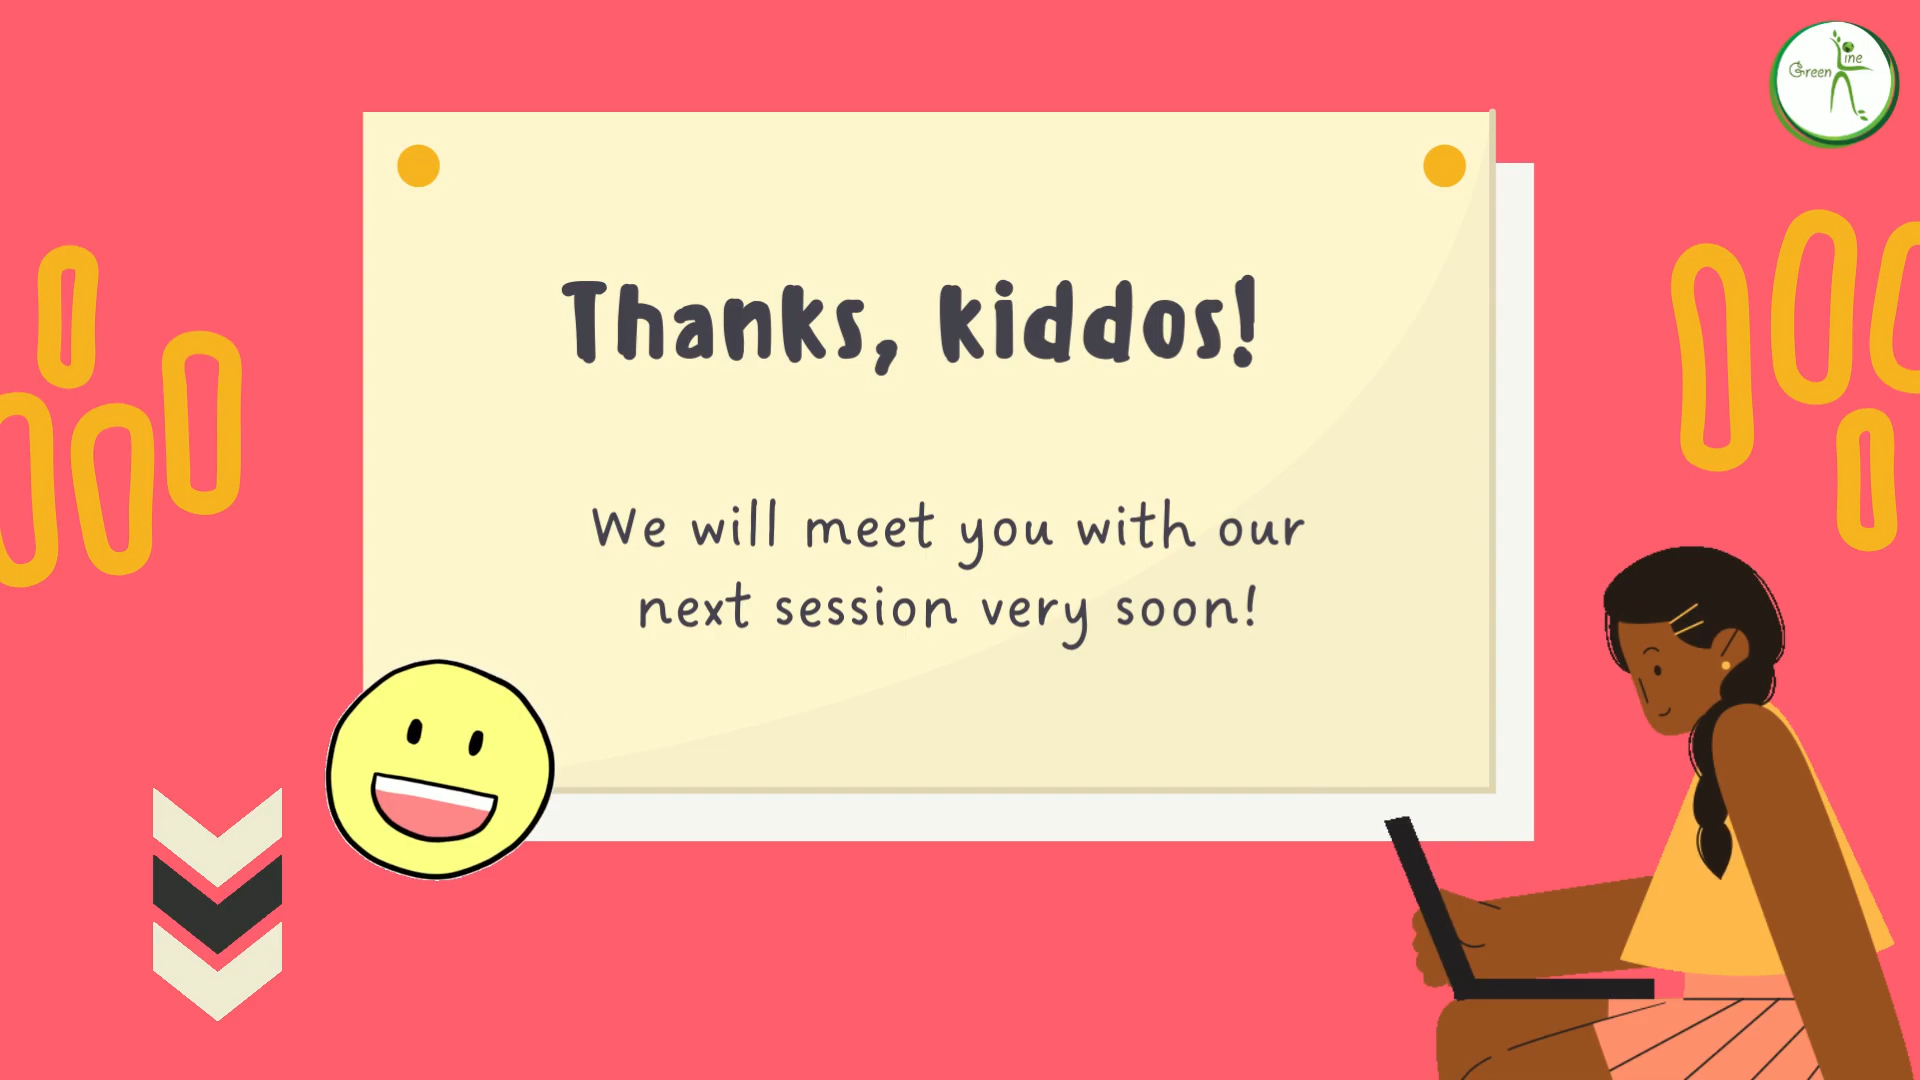 Green Line
Thanks, kiddos!
We will meet you with our
next session very soon!